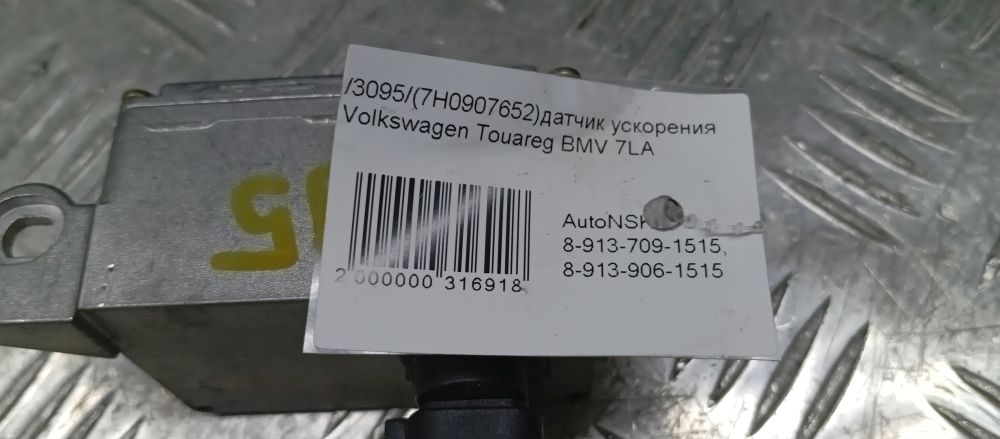 /3095/(7H0907652)датчик ускорения
Volkswagen Touareg BMV 7LA
AutoNSK
8-913-709-1515,
8-913-906-1515
2 000000 316918
15